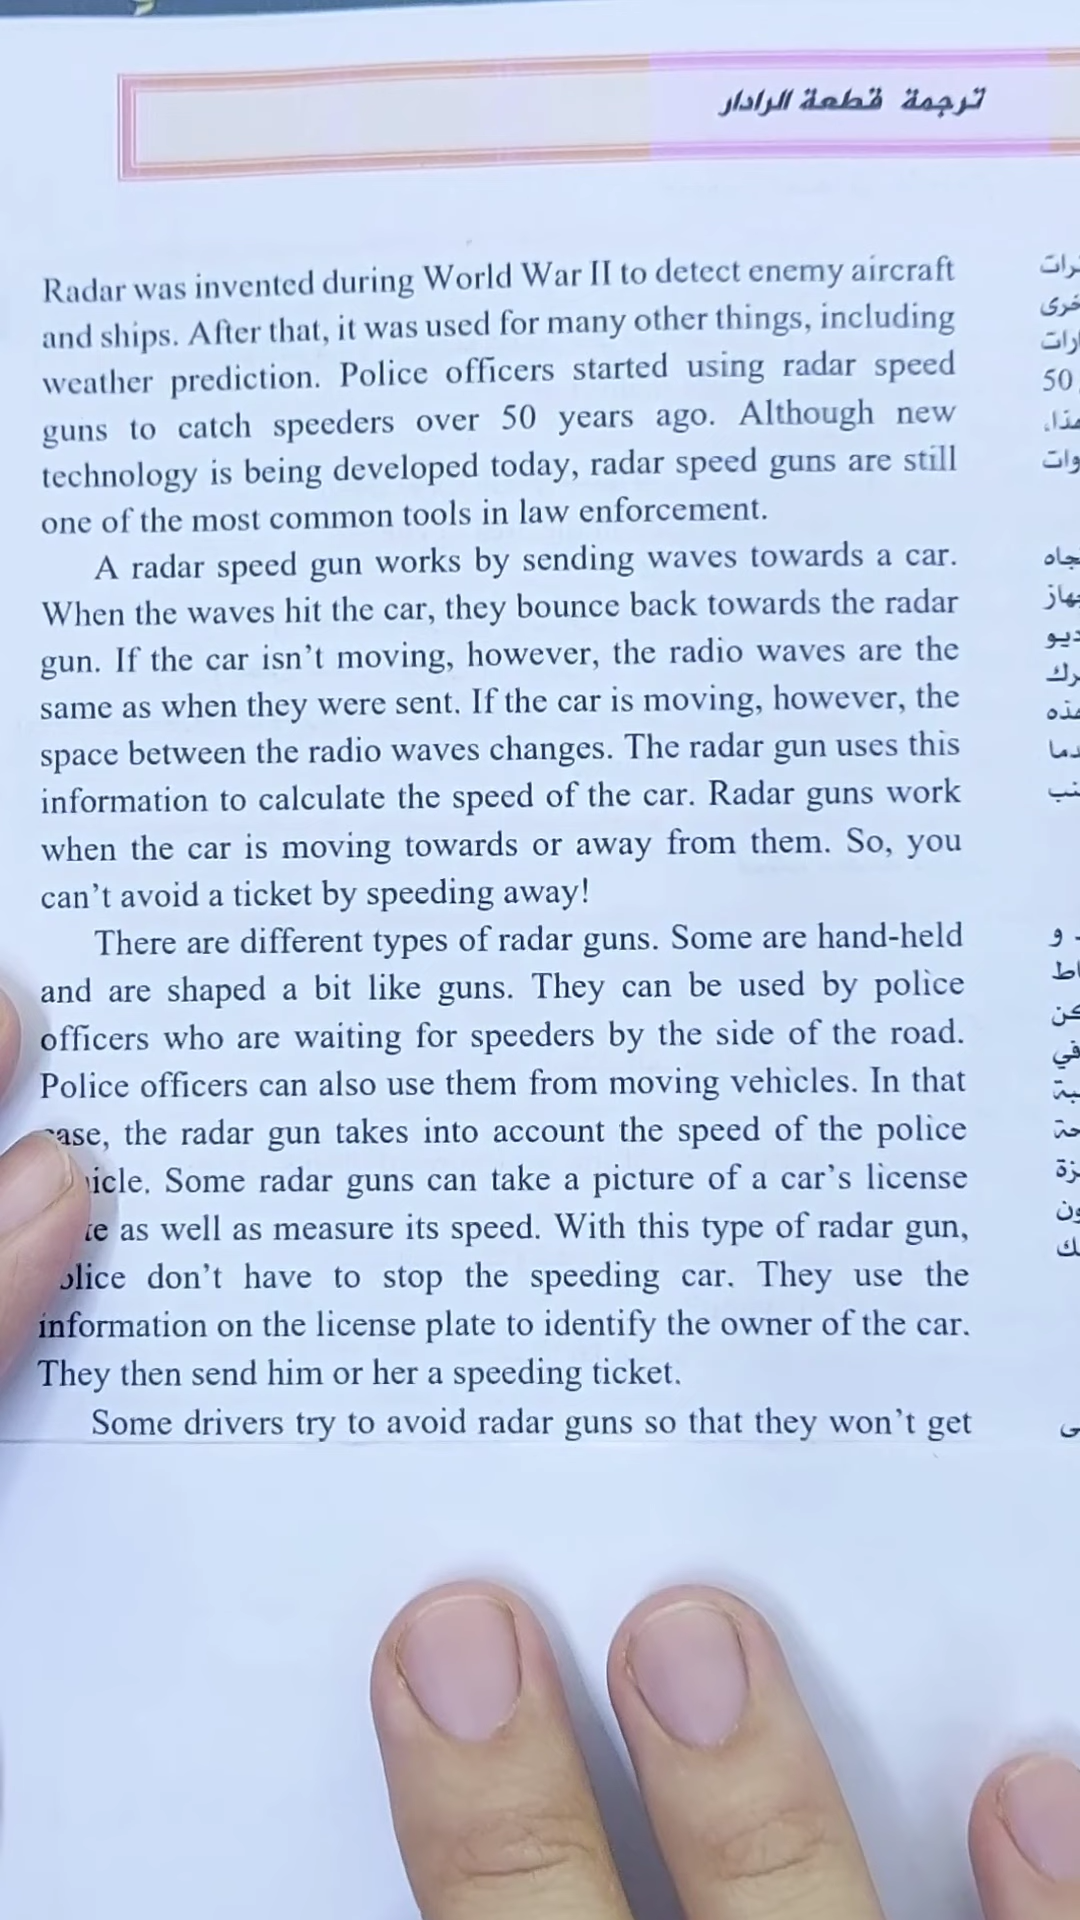 ترجمة قطعة الرادار
Radar was invented during World War II to detect enemy aircraft
and ships. After that, it was used for many other things, including
weather prediction. Police officers started using radar speed
guns to catch speeders over 50 years ago. Although new
technology is being developed today, radar speed guns are still
one of the most common tools in law enforcement.
A radar speed gun works by sending waves towards a car.
When the waves hit the car, they bounce back towards the radar
gun. If the car isn't moving, however, the radio waves are the
same as when they were sent. If the car is moving, however, the
space between the radio waves changes. The radar gun uses this
information to calculate the speed of the car. Radar guns work
when the car is moving towards or away from them. So, you
can't avoid a ticket by speeding away!
There are different types of radar guns. Some are hand-held
and are shaped a bit like guns. They can be used by police
officers who are waiting for speeders by the side of the road.
Police officers can also use them from moving vehicles. In that
the radar gun takes into account the speed of the police
Some radar guns can take a picture of a car's license
as well as measure its speed. With this type of radar gun,
don't have to stop the speeding car. They use the
information on the license plate to identify the owner of the car.
They then send him or her a speeding ticket.
Some drivers try to avoid radar guns so that they won't get
50